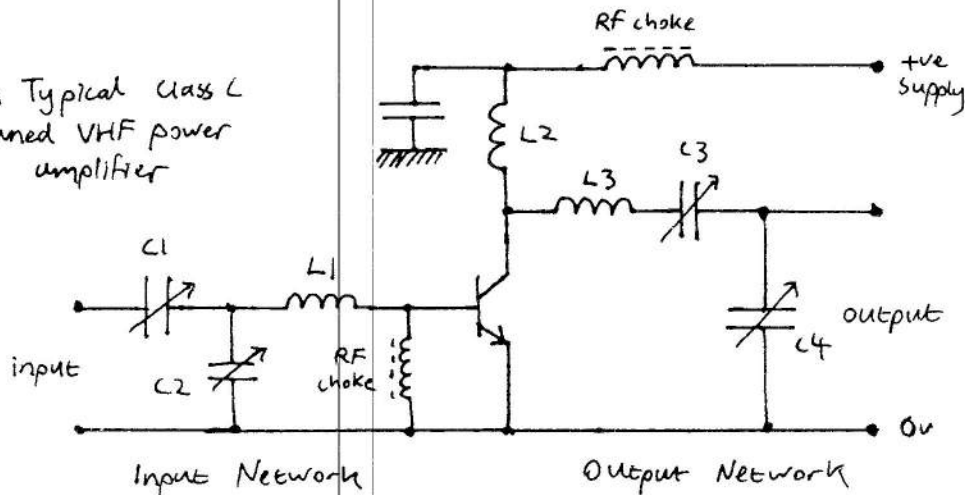 RF choke
+ve
supply
Typical Class C
uned VHF power
amplifier
L2
C3
L3
C1
L1
output
C4
RF
choke
input
C2
0v
Input Network
Output Network